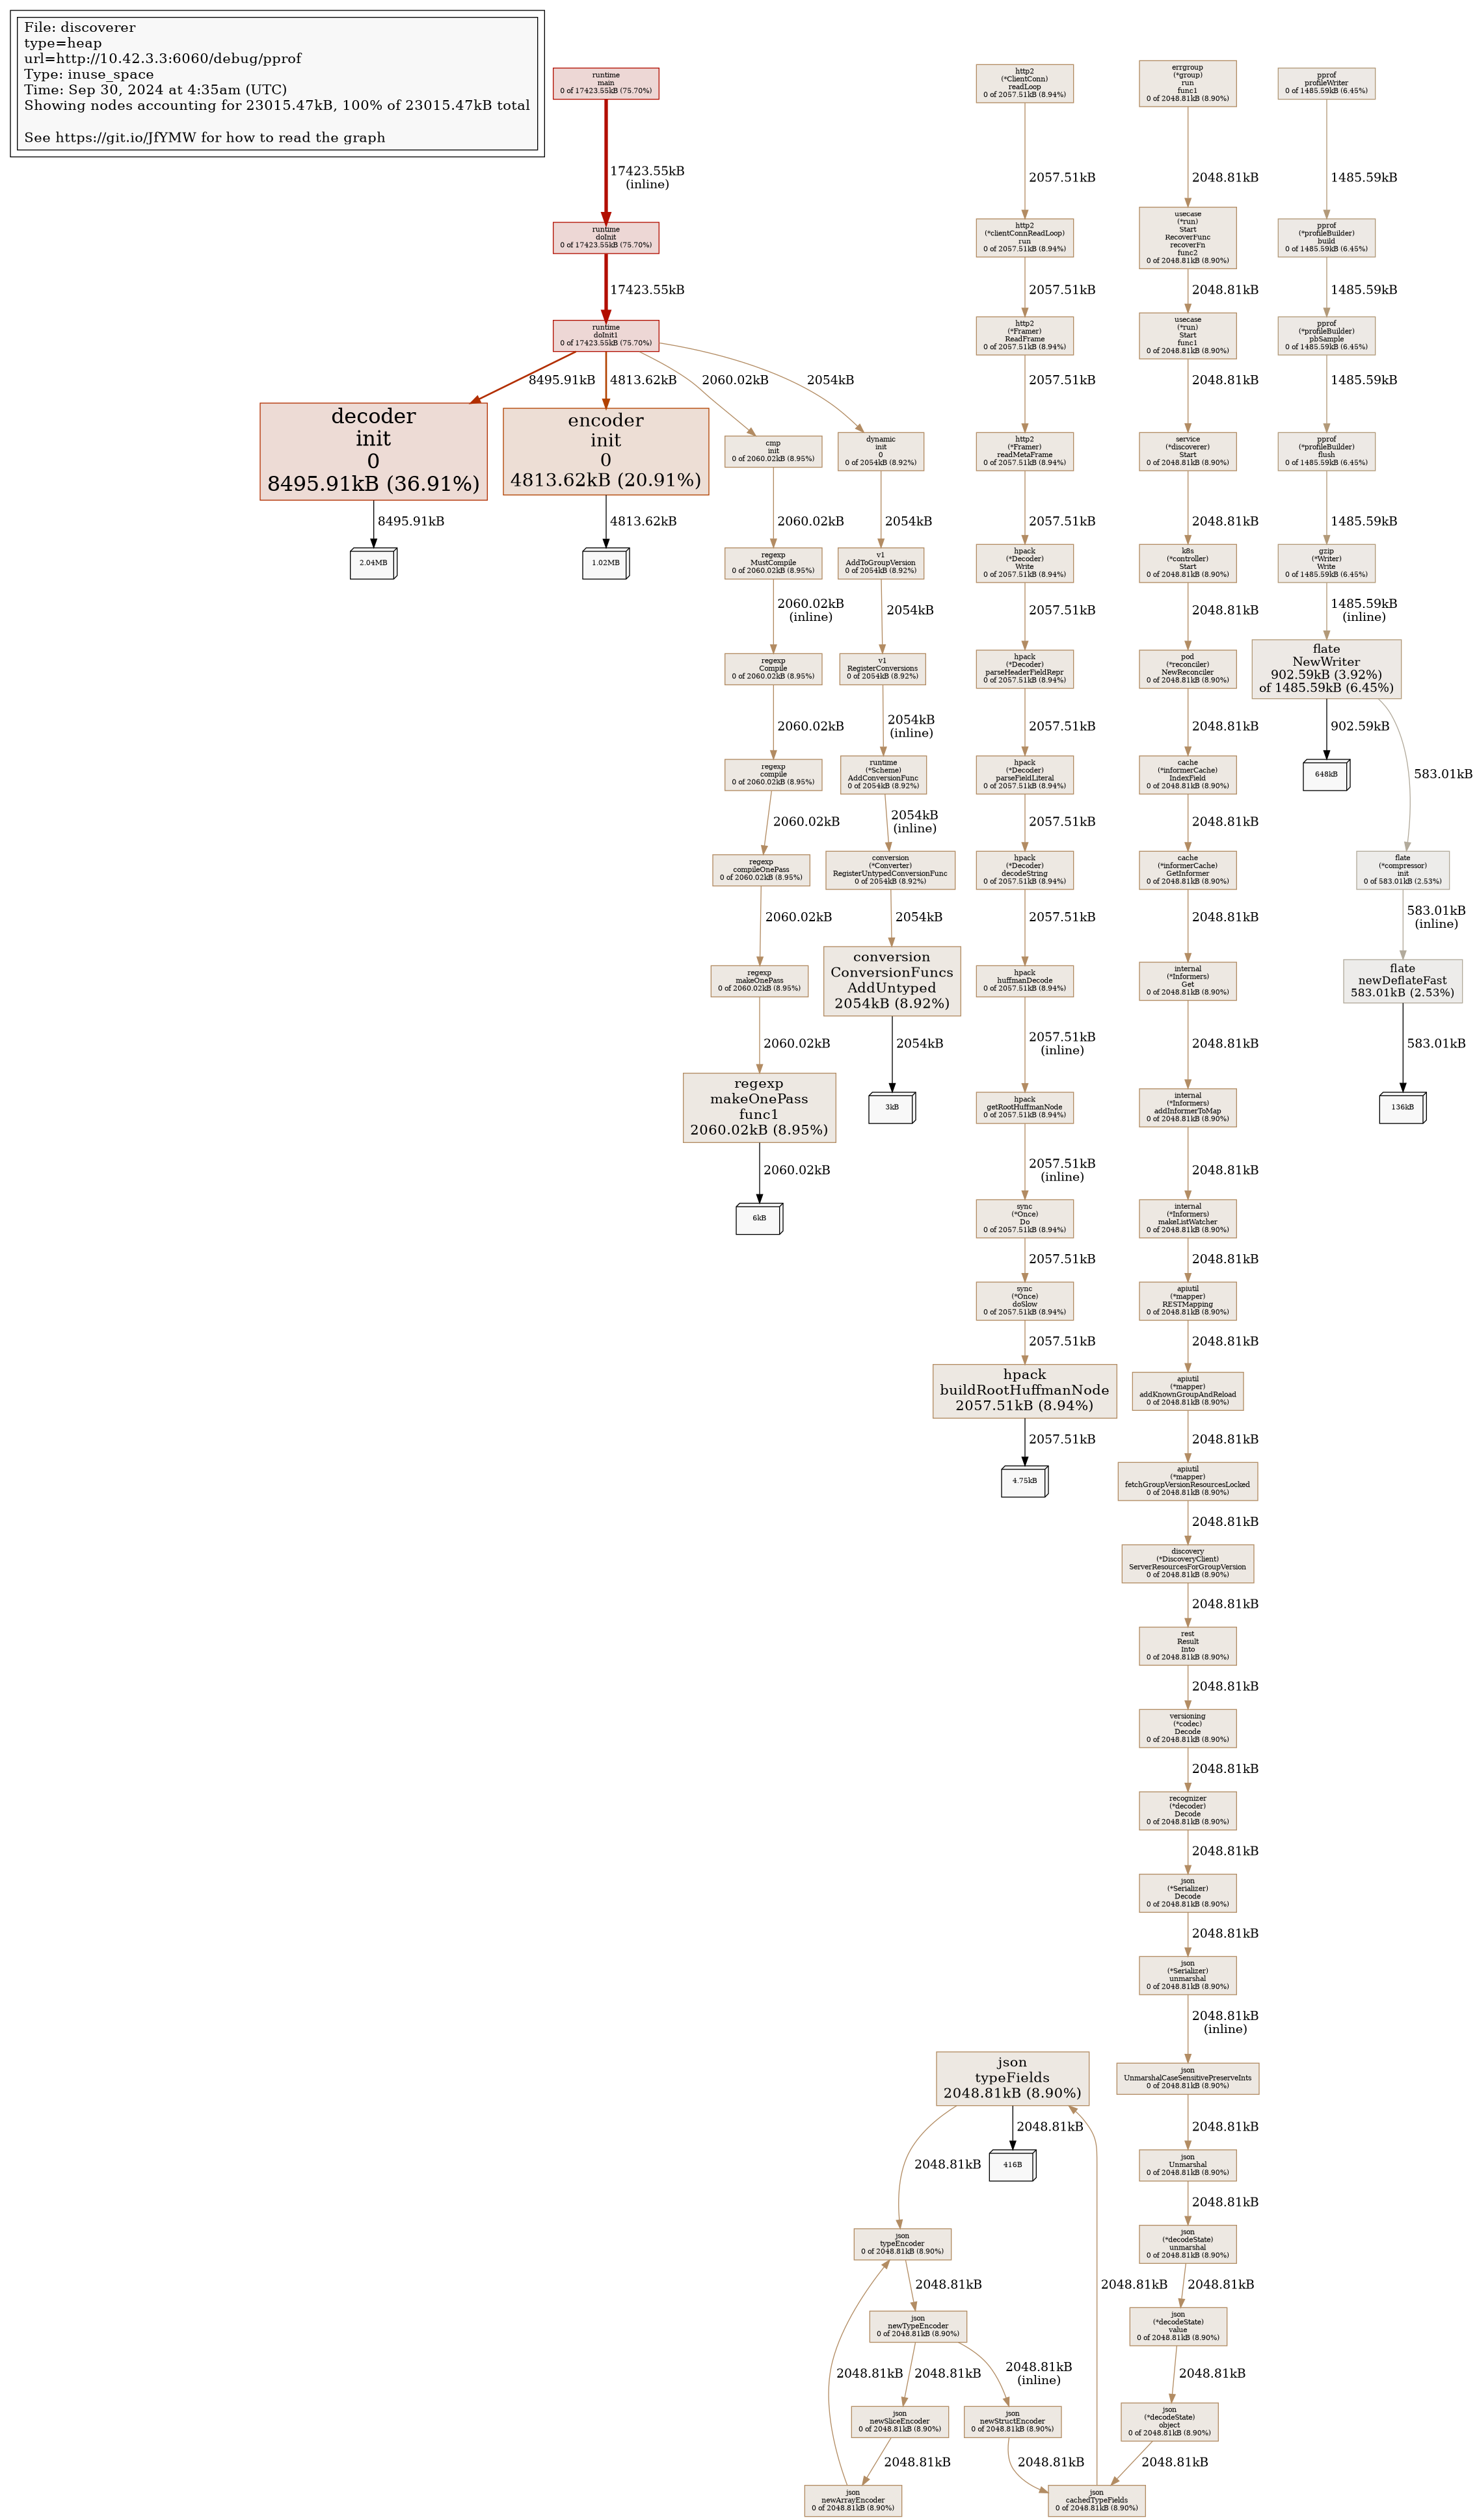 File: discoverer
type=heap
url=http://10.42.3.3:6060/debug/pprof
Type: inuse_space
Time: Sep 30, 2024 at 4:35am (UTC)
Showing nodes accounting for 23015.47kB, 100% of 23015.47kB total
See https://git.io/JfYMW for how to read the graph
runtime
main
0 of 17423.55kB (75.70%)
17423.55kB
(inline)
runtime
doInit
0 of 17423.55kB (75.70%)
17423.55kB
runtime
doInit1
0 of 17423.55kB (75.70%)
8495.91kB
4813.62kB
2060.02kB
2054kB
decoder
init
0
8495.91kB (36.91%)
8495.91kB
2.04MB
encoder
init
0
4813.62kB (20.91%)
4813.62kB
1.02MB
cmp
init
0 of 2060.02kB (8.95%)
2060.02kB
regexp
MustCompile
0 of 2060.02kB (8.95%)
2060.02kB
(inline)
regexp
Compile
0 of 2060.02kB (8.95%)
2060.02kB
regexp
compile
0 of 2060.02kB (8.95%)
2060.02kB
regexp
compileOnePass
0 of 2060.02kB (8.95%)
2060.02kB
regexp
makeOnePass
0 of 2060.02kB (8.95%)
2060.02kB
regexp
makeOnePass
func1
2060.02kB (8.95%)
2060.02kB
6kB
dynamic
init
0
0 of 2054kB (8.92%)
2054kB
v1
AddToGroupVersion
0 of 2054kB (8.92%)
2054kB
v1
RegisterConversions
0 of 2054kB (8.92%)
2054kB
(inline)
runtime
(*Scheme)
AddConversionFunc
0 of 2054kB (8.92%)
2054kB
(inline)
conversion
(*Converter)
RegisterUntypedConversionFunc
0 of 2054kB (8.92%)
2054kB
conversion
ConversionFuncs
AddUntyped
2054kB (8.92%)
2054kB
3kB
http2
(*ClientConn)
readLoop
0 of 2057.51kB (8.94%)
2057.51kB
http2
(*clientConnReadLoop)
run
0 of 2057.51kB (8.94%)
2057.51kB
http2
(*Framer)
ReadFrame
0 of 2057.51kB (8.94%)
2057.51kB
http2
(*Framer)
readMetaFrame
0 of 2057.51kB (8.94%)
2057.51kB
hpack
(*Decoder)
Write
0 of 2057.51kB (8.94%)
2057.51kB
hpack
(*Decoder)
parseHeaderFieldRepr
0 of 2057.51kB (8.94%)
2057.51kB
hpack
(*Decoder)
parseFieldLiteral
0 of 2057.51kB (8.94%)
2057.51kB
hpack
(*Decoder)
decodeString
0 of 2057.51kB (8.94%)
2057.51kB
hpack
huffmanDecode
0 of 2057.51kB (8.94%)
2057.51kB
(inline)
hpack
getRootHuffmanNode
0 of 2057.51kB (8.94%)
2057.51kB
(inline)
sync
(*Once)
Do
0 of 2057.51kB (8.94%)
2057.51kB
sync
(*Once)
doSlow
0 of 2057.51kB (8.94%)
2057.51kB
hpack
buildRootHuffmanNode
2057.51kB (8.94%)
2057.51kB
4.75kB
errgroup
(*group)
run
func1
0 of 2048.81kB (8.90%)
2048.81kB
usecase
(*run)
Start
RecoverFunc
recoverFn
func2
0 of 2048.81kB (8.90%)
2048.81kB
usecase
(*run)
Start
func1
0 of 2048.81kB (8.90%)
2048.81kB
service
(*discoverer)
Start
0 of 2048.81kB (8.90%)
2048.81kB
k8s
(*controller)
Start
0 of 2048.81kB (8.90%)
2048.81kB
pod
(*reconciler)
NewReconciler
0 of 2048.81kB (8.90%)
2048.81kB
cache
(*informerCache)
IndexField
0 of 2048.81kB (8.90%)
2048.81kB
cache
(*informerCache)
GetInformer
0 of 2048.81kB (8.90%)
2048.81kB
internal
(*Informers)
Get
0 of 2048.81kB (8.90%)
2048.81kB
internal
(*Informers)
addInformerToMap
0 of 2048.81kB (8.90%)
2048.81kB
internal
(*Informers)
makeListWatcher
0 of 2048.81kB (8.90%)
2048.81kB
apiutil
(*mapper)
RESTMapping
0 of 2048.81kB (8.90%)
2048.81kB
apiutil
(*mapper)
addKnownGroupAndReload
0 of 2048.81kB (8.90%)
2048.81kB
apiutil
(*mapper)
fetchGroupVersionResourcesLocked
0 of 2048.81kB (8.90%)
2048.81kB
discovery
(*DiscoveryClient)
ServerResourcesForGroupVersion
0 of 2048.81kB (8.90%)
2048.81kB
rest
Result
Into
0 of 2048.81kB (8.90%)
2048.81kB
versioning
(*codec)
Decode
0 of 2048.81kB (8.90%)
2048.81kB
recognizer
(*decoder)
Decode
0 of 2048.81kB (8.90%)
2048.81kB
json
(*Serializer)
Decode
0 of 2048.81kB (8.90%)
2048.81kB
json
(*Serializer)
unmarshal
0 of 2048.81kB (8.90%)
2048.81kB
(inline)
json
UnmarshalCaseSensitivePreserveInts
0 of 2048.81kB (8.90%)
2048.81kB
json
Unmarshal
0 of 2048.81kB (8.90%)
2048.81kB
json
(*decodeState)
unmarshal
0 of 2048.81kB (8.90%)
2048.81kB
json
(*decodeState)
value
0 of 2048.81kB (8.90%)
2048.81kB
json
(*decodeState)
object
0 of 2048.81kB (8.90%)
2048.81kB
json
cachedTypeFields
0 of 2048.81kB (8.90%)
2048.81kB
json
typeFields
2048.81kB (8.90%)
2048.81kB
416B
2048.81kB
json
typeEncoder
0 of 2048.81kB (8.90%)
2048.81kB
json
newTypeEncoder
0 of 2048.81kB (8.90%)
2048.81kB
2048.81kB
(inline)
json
newSliceEncoder
0 of 2048.81kB (8.90%)
2048.81kB
json
newStructEncoder
0 of 2048.81kB (8.90%)
2048.81kB
json
newArrayEncoder
0 of 2048.81kB (8.90%)
2048.81kB
pprof
profileWriter
0 of 1485.59kB (6.45%)
1485.59kB
pprof
(*profileBuilder)
build
0 of 1485.59kB (6.45%)
1485.59kB
pprof
(*profileBuilder)
pbSample
0 of 1485.59kB (6.45%)
1485.59kB
pprof
(*profileBuilder)
flush
0 of 1485.59kB (6.45%)
1485.59kB
gzip
(*Writer)
Write
0 of 1485.59kB (6.45%)
1485.59kB
(inline)
flate
NewWriter
902.59kB (3.92%)
of 1485.59kB (6.45%)
902.59kB
648kB
583.01kB
flate
(*compressor)
init
0 of 583.01kB (2.53%)
583.01kB
(inline)
flate
newDeflateFast
583.01kB (2.53%)
583.01kB
136kB